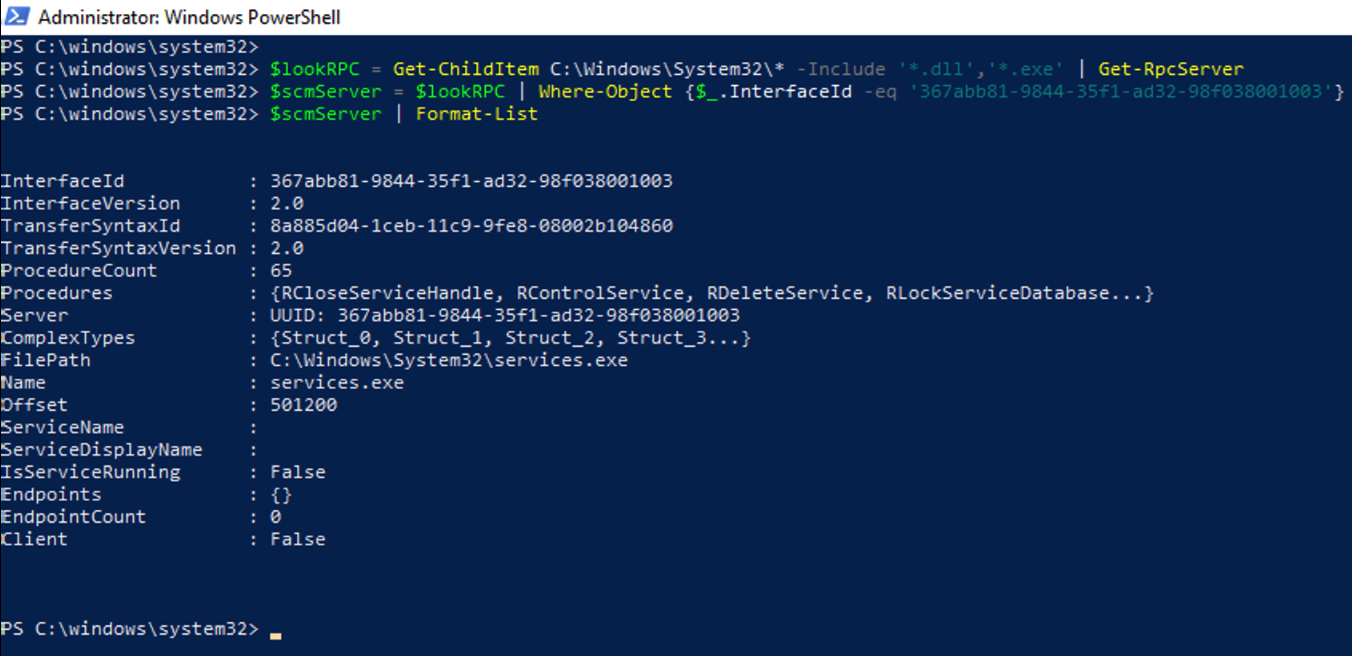 Administrator: Windows PowerShell
PS C:\windows\system32>
PS C:\windows\system32> $lookRPC = Get-ChildItem C:\Windows\System32\* -Include '*.dll','*.exe' | Get-RpcServer
PS C:\windows\system32> $scmServer = $lookRPC | Where-Object {$_.InterfaceId -eq '367abb81-9844-35f1-ad32-98f038001003'}
PS C:\windows\system32> $scmServer | Format-List
InterfaceId           : 367abb81-9844-35f1-ad32-98f038001003
InterfaceVersion      : 2.0
TransferSyntaxId      : 8a885d04-1ceb-11c9-9fe8-08002b104860
TransferSyntaxVersion : 2.0
ProcedureCount        : 65
Procedures            : {RCloseServiceHandle, RControlService, RDeleteService, RLockServiceDatabase...}
Server                : UUID: 367abb81-9844-35f1-ad32-98f038001003
ComplexTypes          : {Struct_0, Struct_1, Struct_2, Struct_3...}
FilePath              : C:\Windows\System32\services.exe
Name                  : services.exe
Offset                : 501200
ServiceName           :
ServiceDisplayName    :
IsServiceRunning      : False
Endpoints             : {}
EndpointCount         : 0
Client                : False
PS C:\windows\system32>